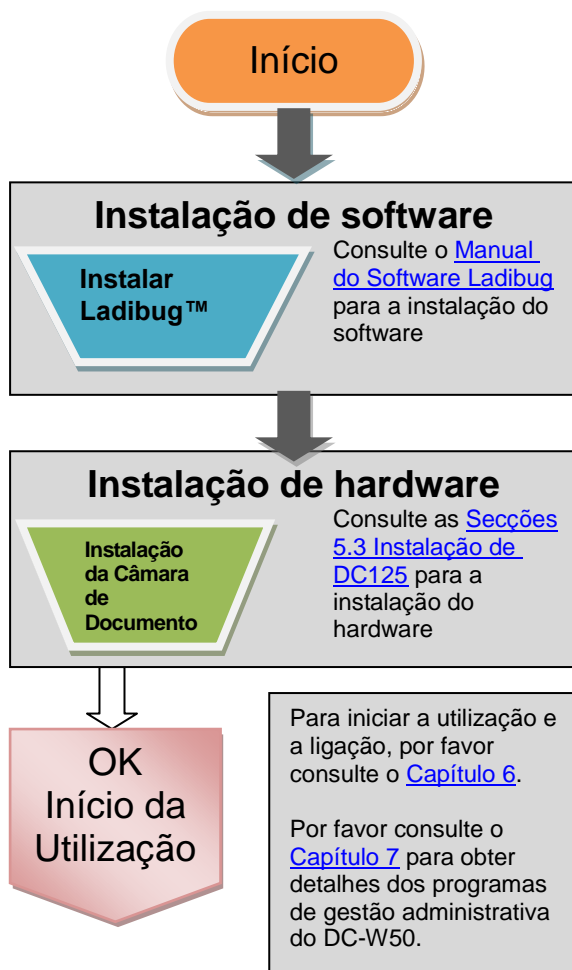 Início
Instalação de software
Instalar
Ladibug™
Consulte o Manual
do Software Ladibug
para a instalação do
software
Instalação de hardware
Instalação
da Câmara
de
Documento
Consulte as Secções
5.3 Instalação de
DC125 para a
instalação do
hardware
OK
Início da
Utilização
Para iniciar a utilização e
a ligação, por favor
consulte o Capítulo 6.
Por favor consulte o
Capítulo 7 para obter
detalhes dos programas
de gestão administrativa
do DC-W50.